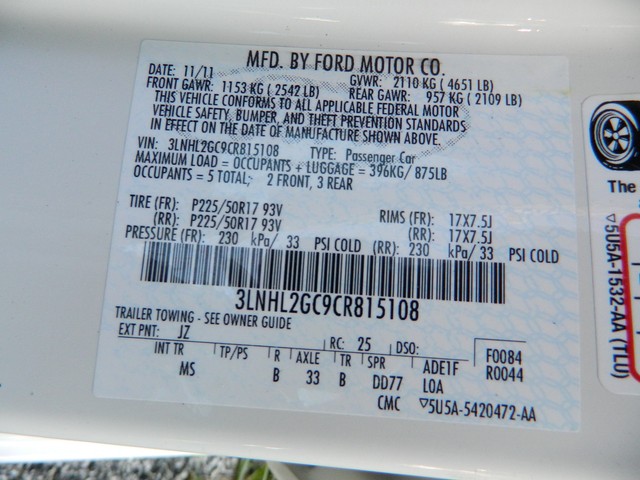 MFD. BY FORD MOTOR CO.
DATE: 11/11 GVWR: 2110 KG ( 4651 LB)
FRONT GAWR: 1153 KG ( 2542 LB) REAR GAWR: 957 KG ( 2109 LB)
THIS VEHICLE CONFORMS TO ALL APPLICABLE FEDERAL MOTOR
VEHICLE SAFETY, BUMPER, AND THEFT PREVENTION STANDARDS
IN EFFECT ON THE DATE OF MANUFACTURE SHOWN ABOVE.
VIN: 3LNHL2GC9CR815108 TYPE: Passenger Car
MAXIMUM LOAD = OCCUPANTS + LUGGAGE = 396KG/ 875LB
OCCUPANTS = 5 TOTAL; 2 FRONT, 3 REAR
TIRE (FR): P225/50R17 93V RIMS (FR): 17X7.5J
(RR): P225/50R17 93V (RR): 17X7.5J
PRESSURE (FR): 230 kPa/ 33 PSI COLD (RR): 230 kPa/ 33 PSI COLD
3LNHL2GC9CR815108
TRAILER TOWING - SEE OWNER GUIDE
EXT PNT: JZ RC: 25 DSO: F0084
INT TR TP/PS R AXLE TR SPR ADE1F R0044
MS B 33 B DD77 LOA
CMC ▽5U5A-5420472-AA
The
▽5U5A-1532-AA (TLU)